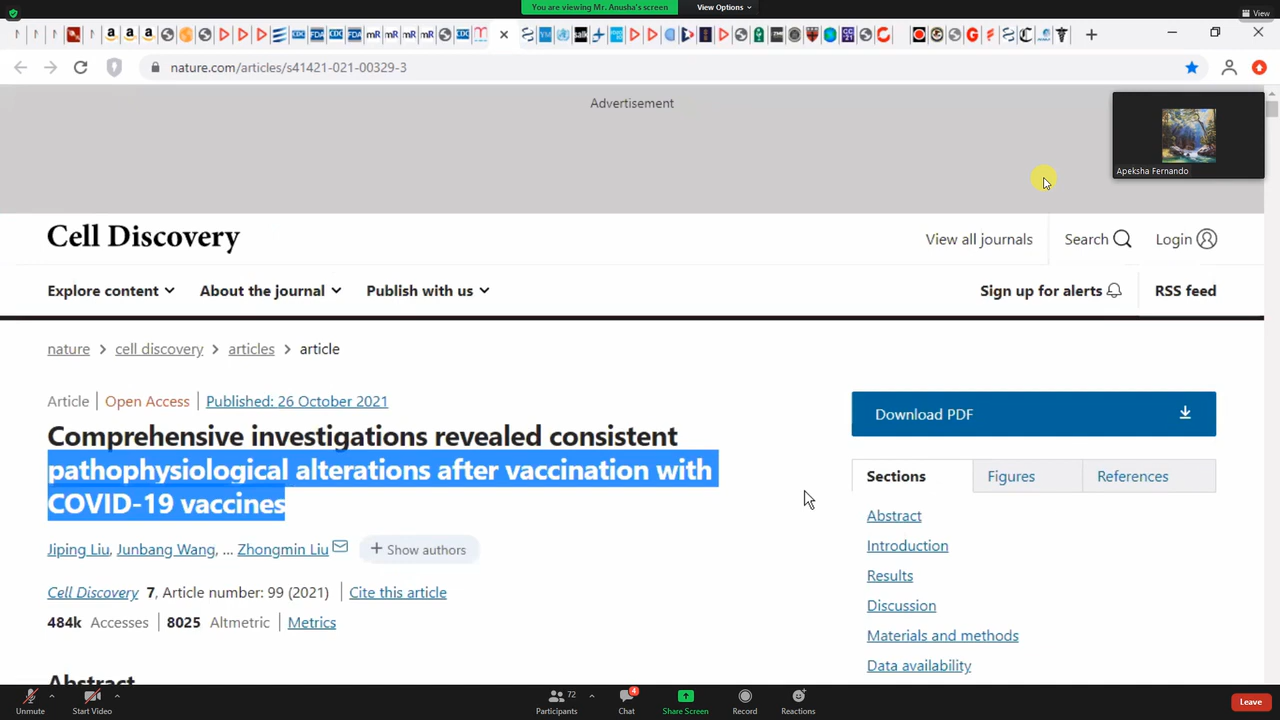 You are viewing Mr. Anusha's screen
View Options
View
nature.com/articles/s41421-021-00329-3
Advertisement
Apeksha Fernando
Cell Discovery
View all journals
Search
Login
Explore content
About the journal
Publish with us
Sign up for alerts
RSS feed
nature > cell discovery > articles > article
Article | Open Access | Published: 26 October 2021
Comprehensive investigations revealed consistent
pathophysiological alterations after vaccination with
COVID-19 vaccines
Jiping Liu, Junbang Wang, ... Zhongmin Liu
+ Show authors
Cell Discovery 7, Article number: 99 (2021) | Cite this article
484k Accesses | 8025 Altmetric | Metrics
Abstract
Download PDF
Sections
Figures
References
Abstract
Introduction
Results
Discussion
Materials and methods
Data availability
Unmute
Start Video
Participants 72
Chat 4
Share Screen
Record
Reactions
Leave